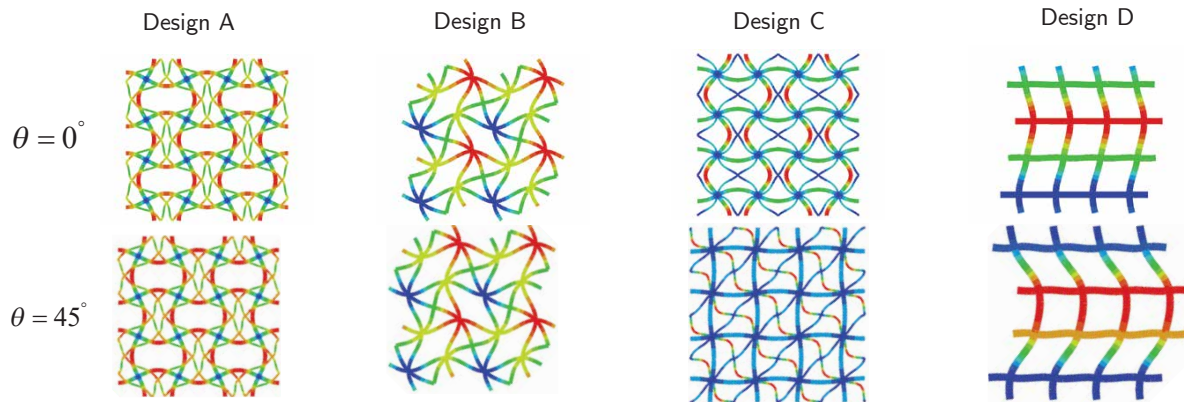 Design A
Design B
Design C
Design D
θ = 0°
θ = 45°